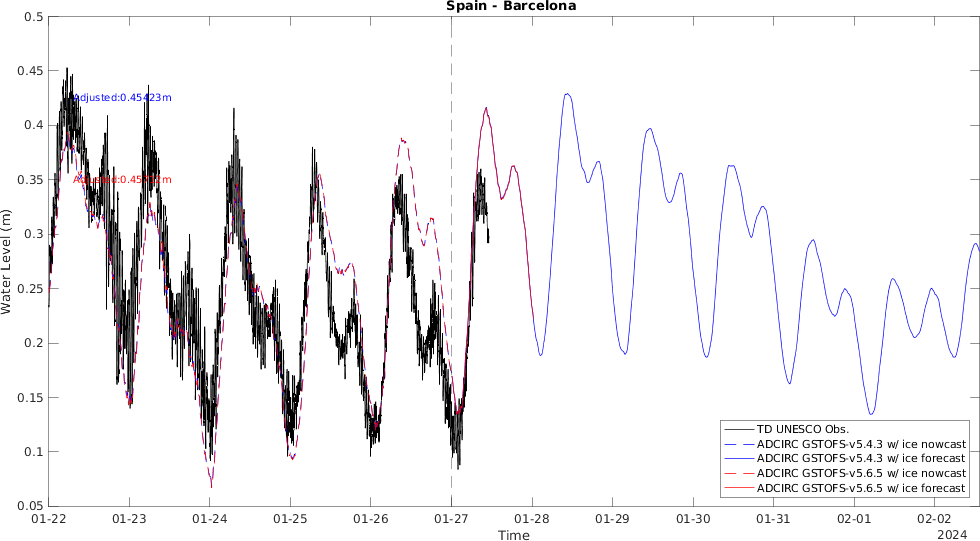 Spain - Barcelona
Water Level (m)
0.5
0.45
0.4
0.35
0.3
0.25
0.2
0.15
0.1
0.05
Adjusted:0.45423m
01-22
01-23
01-24
01-25
01-26
01-27
01-28
01-29
01-30
01-31
02-01
02-02
Time
2024
TD UNESCO Obs.
ADCIRC GSTOFS-v5.4.3 w/ ice nowcast
ADCIRC GSTOFS-v5.4.3 w/ ice forecast
ADCIRC GSTOFS-v5.6.5 w/ ice nowcast
ADCIRC GSTOFS-v5.6.5 w/ ice forecast